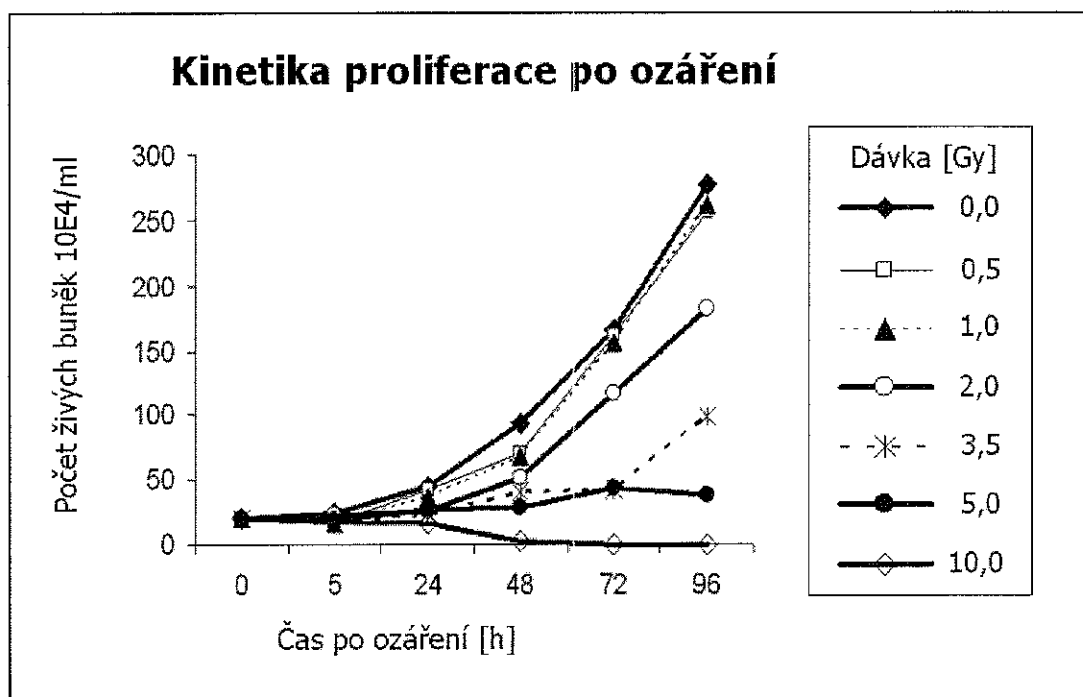 Kinetika proliferace po ozáření
Počet živých buněk 10E4/ml
300
250
200
150
100
50
0
0 5 24 48 72 96
Čas po ozáření [h]
Dávka [Gy]
0,0
0,5
1,0
2,0
3,5
5,0
10,0